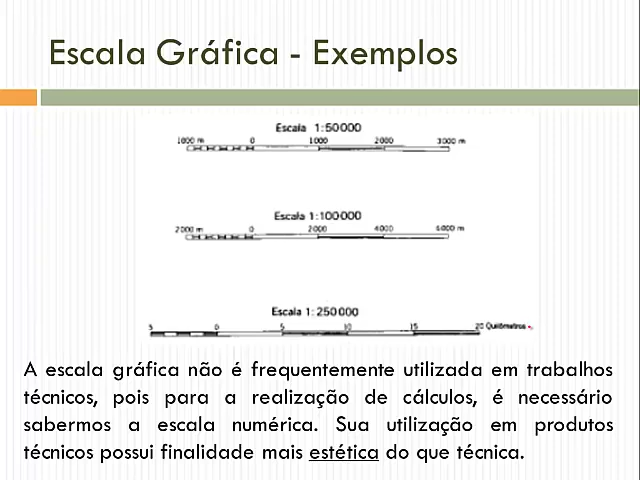 Escala Gráfica - Exemplos
Escala 1:50000
1000 m 0 1000 2000 3000 m
Escala 1:100000
2000 m 0 2000 4000 6000 m
Escala 1: 250000
5 0 5 10 15 20 Quilômetros
A escala gráfica não é frequentemente utilizada em trabalhos
técnicos, pois para a realização de cálculos, é necessário
sabermos a escala numérica. Sua utilização em produtos
técnicos possui finalidade mais estética do que técnica.